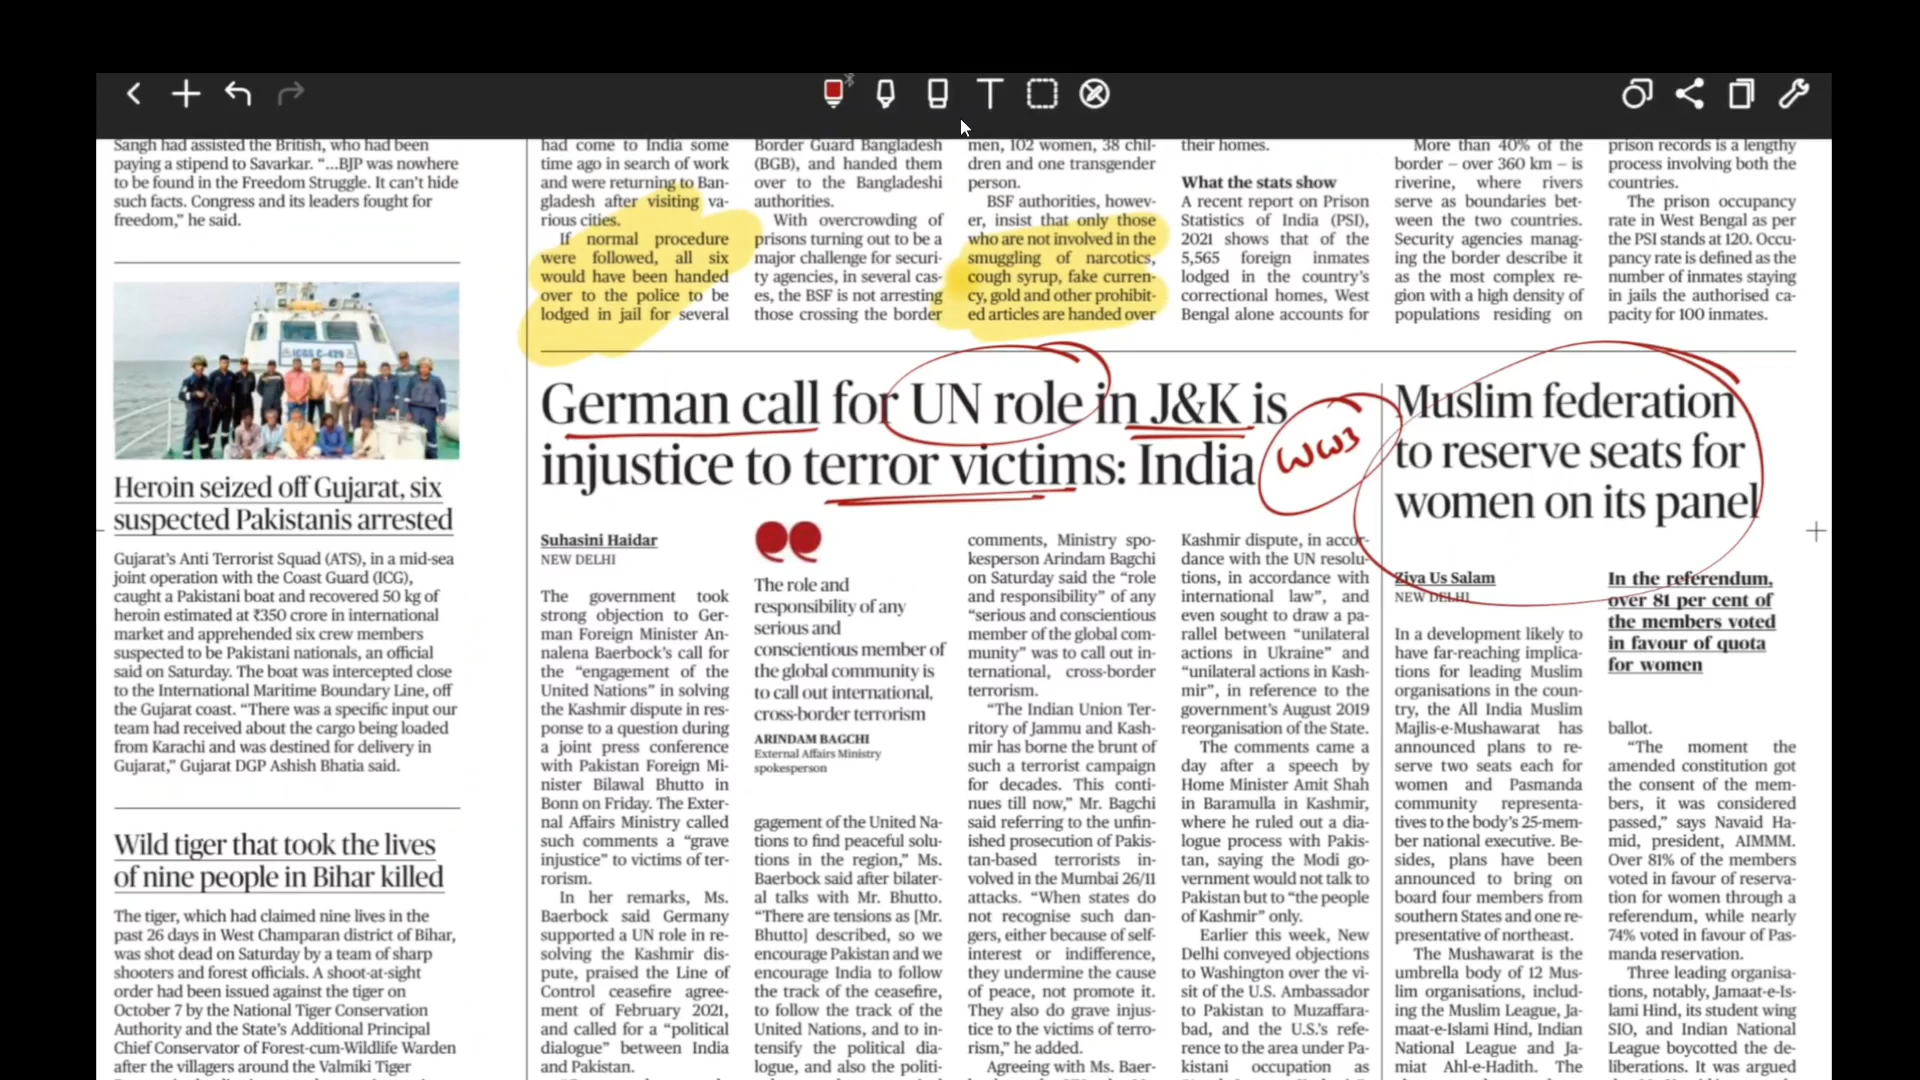 Sangh had assisted the British, who had been
paying a stipend to Savarkar. “...BJP was nowhere
to be found in the Freedom Struggle. It can’t hide
such facts. Congress and its leaders fought for
freedom,” he said.
ICGS C-429
Heroin seized off Gujarat, six
suspected Pakistanis arrested
Gujarat’s Anti Terrorist Squad (ATS), in a mid-sea
joint operation with the Coast Guard (ICG),
caught a Pakistani boat and recovered 50 kg of
heroin estimated at ₹350 crore in international
market and apprehended six crew members
suspected to be Pakistani nationals, an official
said on Saturday. The boat was intercepted close
to the International Maritime Boundary Line, off
the Gujarat coast. “There was a specific input our
team had received about the cargo being loaded
from Karachi and was destined for delivery in
Gujarat,” Gujarat DGP Ashish Bhatia said.
Wild tiger that took the lives
of nine people in Bihar killed
The tiger, which had claimed nine lives in the
past 26 days in West Champaran district of Bihar,
was shot dead on Saturday by a team of sharp
shooters and forest officials. A shoot-at-sight
order had been issued against the tiger on
October 7 by the National Tiger Conservation
Authority and the State’s Additional Principal
Chief Conservator of Forest-cum-Wildlife Warden
after the villagers around the Valmiki Tiger
had come to India some
time ago in search of work
and were returning to Ban-
gladesh after visiting va-
rious cities.
If normal procedure
were followed, all six
would have been handed
over to the police to be
lodged in jail for several
Border Guard Bangladesh
(BGB), and handed them
over to the Bangladeshi
authorities.
With overcrowding of
prisons turning out to be a
major challenge for securi-
ty agencies, in several cas-
es, the BSF is not arresting
those crossing the border
men, 102 women, 38 chil-
dren and one transgender
person.
BSF authorities, howev-
er, insist that only those
who are not involved in the
smuggling of narcotics,
cough syrup, fake curren-
cy, gold and other prohibit-
ed articles are handed over
their homes.
What the stats show
A recent report on Prison
Statistics of India (PSI),
2021 shows that of the
5,565 foreign inmates
lodged in the country’s
correctional homes, West
Bengal alone accounts for
More than 40% of the
border – over 360 km – is
riverine, where rivers
serve as boundaries bet-
ween the two countries.
Security agencies manag-
ing the border describe it
as the most complex re-
gion with a high density of
populations residing on
prison records is a lengthy
process involving both the
countries.
The prison occupancy
rate in West Bengal as per
the PSI stands at 120. Occu-
pancy rate is defined as the
number of inmates staying
in jails the authorised ca-
pacity for 100 inmates.
German call for UN role in J&K is
injustice to terror victims: India
WW3
Suhasini Haidar
NEW DELHI
The government took
strong objection to Ger-
man Foreign Minister An-
nalena Baerbock’s call for
the “engagement of the
United Nations” in solving
the Kashmir dispute in res-
ponse to a question during
a joint press conference
with Pakistan Foreign Mi-
nister Bilawal Bhutto in
Bonn on Friday. The Exter-
nal Affairs Ministry called
such comments a “grave
injustice” to victims of ter-
rorism.
In her remarks, Ms.
Baerbock said Germany
supported a UN role in re-
solving the Kashmir dis-
pute, praised the Line of
Control ceasefire agree-
ment of February 2021,
and called for a “political
dialogue” between India
and Pakistan.
The role and
responsibility of any
serious and
conscientious member of
the global community is
to call out international,
cross-border terrorism
ARINDAM BAGCHI
External Affairs Ministry
spokesperson
gagement of the United Na-
tions to find peaceful solu-
tions in the region,” Ms.
Baerbock said after bilater-
al talks with Mr. Bhutto.
“There are tensions as [Mr.
Bhutto] described, so we
encourage Pakistan and we
encourage India to follow
the track of the ceasefire,
to follow the track of the
United Nations, and to in-
tensify the political dia-
logue, and also the politi-
comments, Ministry spo-
kesperson Arindam Bagchi
on Saturday said the “role
and responsibility” of any
“serious and conscientious
member of the global com-
munity” was to call out in-
ternational, cross-border
terrorism.
“The Indian Union Ter-
ritory of Jammu and Kash-
mir has borne the brunt of
such a terrorist campaign
for decades. This conti-
nues till now,” Mr. Bagchi
said referring to the unfin-
ished prosecution of Pakis-
tan-based terrorists in-
volved in the Mumbai 26/11
attacks. “When states do
not recognise such dan-
gers, either because of self-
interest or indifference,
they undermine the cause
of peace, not promote it.
They also do grave injus-
tice to the victims of terro-
rism,” he added.
Agreeing with Ms. Baer-
Kashmir dispute, in accor-
dance with the UN resolu-
tions, in accordance with
international law”, and
even sought to draw a pa-
rallel between “unilateral
actions in Ukraine” and
“unilateral actions in Kash-
mir”, in reference to the
government’s August 2019
reorganisation of the State.
The comments came a
day after a speech by
Home Minister Amit Shah
in Baramulla in Kashmir,
where he ruled out a dia-
logue process with Pakis-
tan, saying the Modi go-
vernment would not talk to
Pakistan but to “the people
of Kashmir” only.
Earlier this week, New
Delhi conveyed objections
to Washington over the vi-
sit of the U.S. Ambassador
to Pakistan to Muzaffara-
bad, and the U.S.’s refe-
rence to the area under Pa-
kistani occupation as
Muslim federation
to reserve seats for
women on its panel
Ziya Us Salam
NEW DELHI
In a development likely to
have far-reaching implica-
tions for leading Muslim
organisations in the coun-
try, the All India Muslim
Majlis-e-Mushawarat has
announced plans to re-
serve two seats each for
women and Pasmanda
community representa-
tives to the body’s 25-mem-
ber national executive. Be-
sides, plans have been
announced to bring on
board four members from
southern States and one re-
presentative of northeast.
The Mushawarat is the
umbrella body of 12 Mus-
lim organisations, includ-
ing the Muslim League, Ja-
maat-e-Islami Hind, Indian
National League and Ja-
miat Ahl-e-Hadith. The
In the referendum,
over 81 per cent of
the members voted
in favour of quota
for women
ballot.
“The moment the
amended constitution got
the consent of the mem-
bers, it was considered
passed,” says Navaid Ha-
mid, president, AIMMM.
Over 81% of the members
voted in favour of reserva-
tion for women through a
referendum, while nearly
74% voted in favour of Pas-
manda reservation.
Three leading organisa-
tions, notably, Jamaat-e-Is-
lami Hind, its student wing
SIO, and Indian National
League boycotted the de-
liberations. It was argued